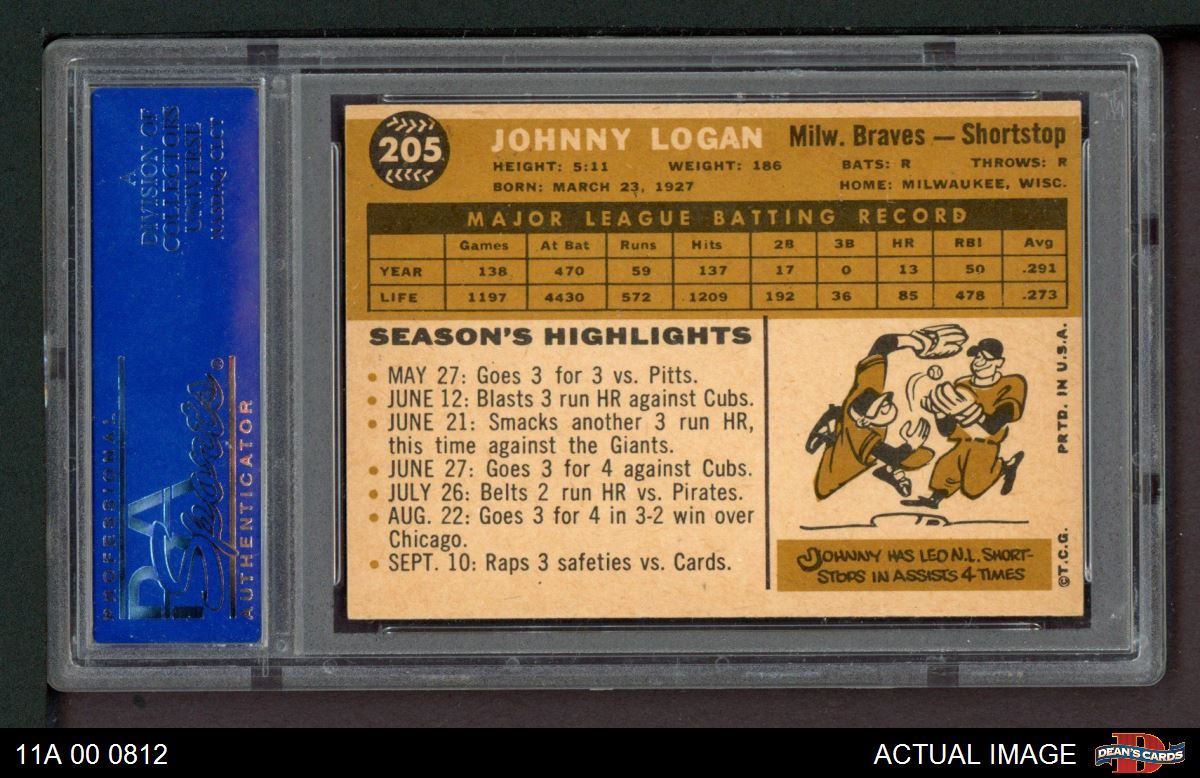 A
DIVISION OF
COLLECTORS
UNIVERSE
NASDAQ: CLCT
PROFESSIONAL
PSA
Sports
AUTHENTICATOR
205
JOHNNY LOGAN Milw. Braves — Shortstop
HEIGHT: 5:11 WEIGHT: 186 BATS: R THROWS: R
BORN: MARCH 23, 1927 HOME: MILWAUKEE, WISC.
MAJOR LEAGUE BATTING RECORD
Games At Bat Runs Hits 2B 3B HR RBI Avg
YEAR 138 470 59 137 17 0 13 50 .291
LIFE 1197 4430 572 1209 192 36 85 478 .273
SEASON'S HIGHLIGHTS
• MAY 27: Goes 3 for 3 vs. Pitts.
• JUNE 12: Blasts 3 run HR against Cubs.
• JUNE 21: Smacks another 3 run HR,
this time against the Giants.
• JUNE 27: Goes 3 for 4 against Cubs.
• JULY 26: Belts 2 run HR vs. Pirates.
• AUG. 22: Goes 3 for 4 in 3-2 win over
Chicago.
• SEPT. 10: Raps 3 safeties vs. Cards.
JOHNNY HAS LED N.L. SHORT-
STOPS IN ASSISTS 4 TIMES
PRTD. IN U.S.A.
©T.C.G.
11A 00 0812
ACTUAL IMAGE
DEAN'S CARDS